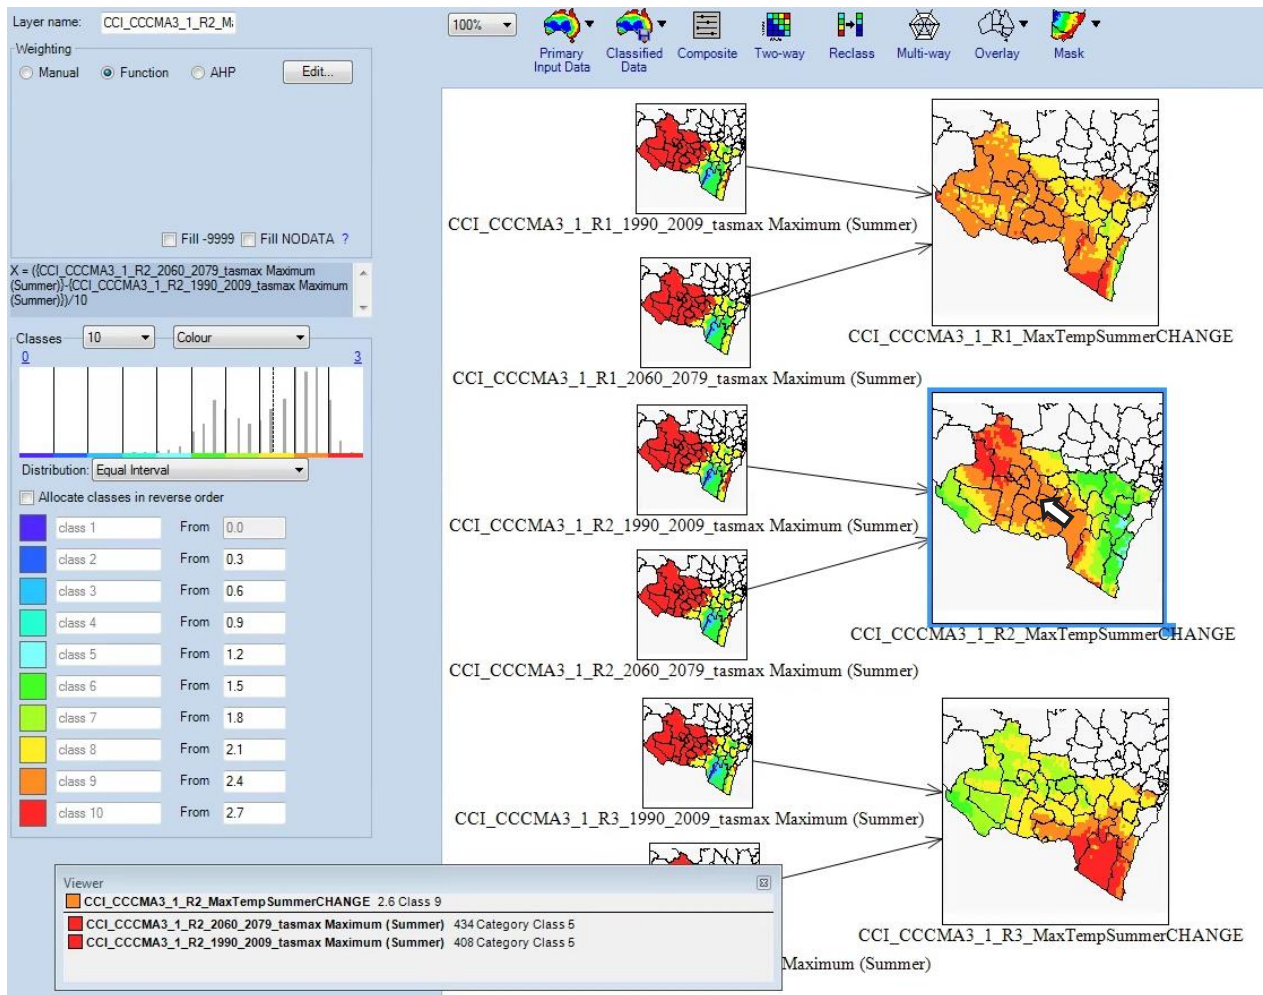 Layer name: CCI_CCCMA3_1_R2_M
Weighting
Manual Function AHP Edit...
Fill -9999 Fill NODATA ?
X = ({CCI_CCCMA3_1_R2_2060_2079_tasmax Maximum
(Summer)}-{CCI_CCCMA3_1_R2_1990_2009_tasmax Maximum
(Summer)})/10
Classes 10 Colour
0 3
Distribution: Equal Interval
Allocate classes in reverse order
class 1 From 0.0
class 2 From 0.3
class 3 From 0.6
class 4 From 0.9
class 5 From 1.2
class 6 From 1.5
class 7 From 1.8
class 8 From 2.1
class 9 From 2.4
class 10 From 2.7
100%
Primary
Input Data
Classified
Data
Composite
Two-way
Reclass
Multi-way
Overlay
Mask
CCI_CCCMA3_1_R1_1990_2009_tasmax Maximum (Summer)
CCI_CCCMA3_1_R1_MaxTempSummerCHANGE
CCI_CCCMA3_1_R1_2060_2079_tasmax Maximum (Summer)
CCI_CCCMA3_1_R2_1990_2009_tasmax Maximum (Summer)
CCI_CCCMA3_1_R2_MaxTempSummerCHANGE
CCI_CCCMA3_1_R2_2060_2079_tasmax Maximum (Summer)
CCI_CCCMA3_1_R3_1990_2009_tasmax Maximum (Summer)
CCI_CCCMA3_1_R3_MaxTempSummerCHANGE
Maximum (Summer)
Viewer
CCI_CCCMA3_1_R2_MaxTempSummerCHANGE 2.6 Class 9
CCI_CCCMA3_1_R2_2060_2079_tasmax Maximum (Summer) 434 Category Class 5
CCI_CCCMA3_1_R2_1990_2009_tasmax Maximum (Summer) 408 Category Class 5